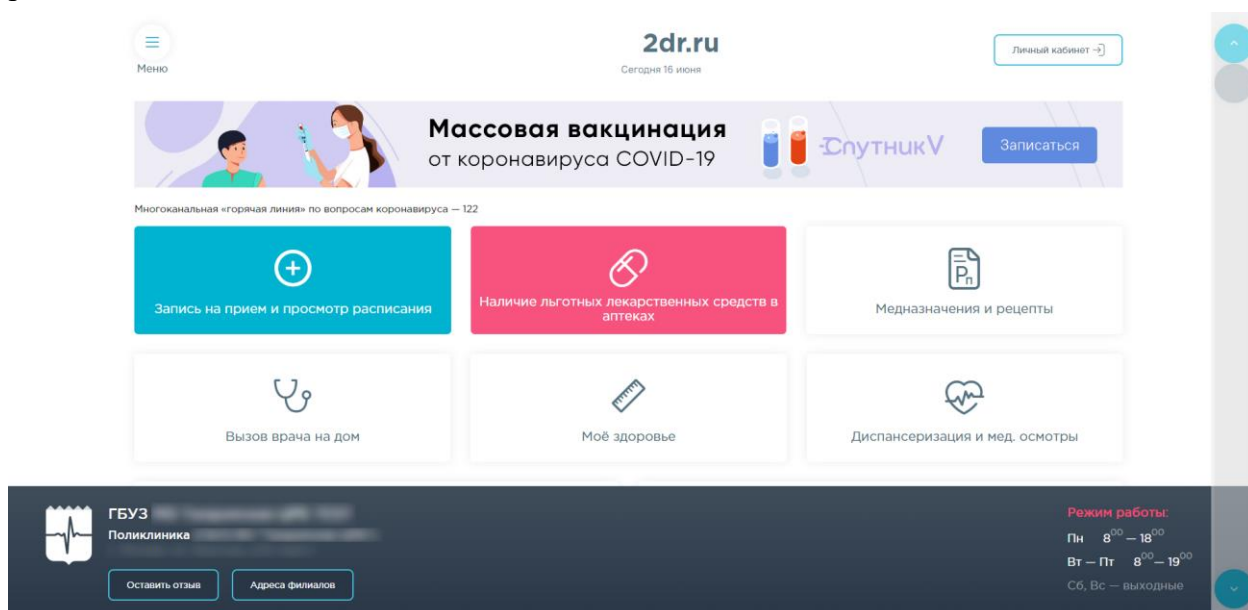 2dr.ru
Меню
Сегодня 16 июня
Личный кабинет
Массовая вакцинация
от коронавируса COVID-19
СпутникV
Записаться
Многоканальная «горячая линия» по вопросам коронавируса — 122
Запись на прием и просмотр расписания
Наличие льготных лекарственных средств в
аптеках
Рп
Медназначения и рецепты
Вызов врача на дом
Моё здоровье
Диспансеризация и мед. осмотры
ГБУЗ
Поликлиника
Оставить отзыв
Адреса филиалов
Режим работы:
Пн 8⁰⁰ — 18⁰⁰
Вт — Пт 8⁰⁰ — 19⁰⁰
Сб, Вс — выходные